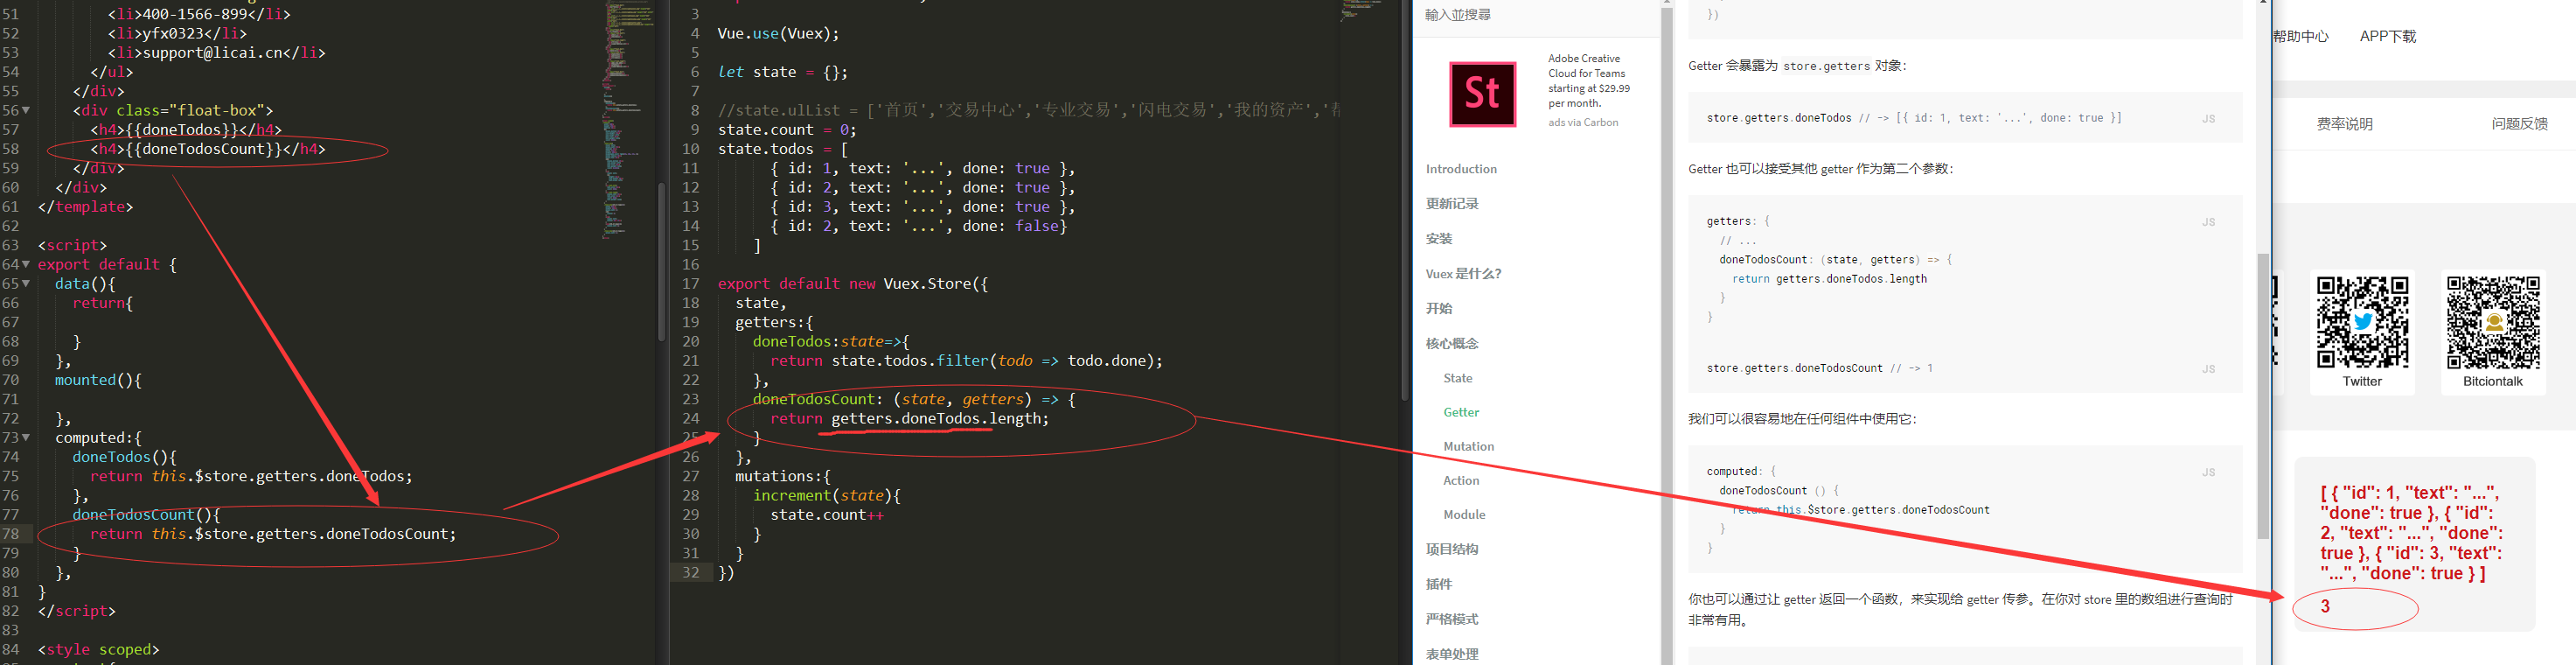 51 <li>400-1566-899</li>
52 <li>yfx0323</li>
53 <li>support@licai.cn</li>
54 </ul>
55 </div>
56 <div class="float-box">
57 <h4>{{doneTodos}}</h4>
58 <h4>{{doneTodosCount}}</h4>
59 </div>
60 </div>
61 </template>
62
63 <script>
64 export default {
65 data(){
66 return{
67
68 }
69 },
70 mounted(){
71
72 },
73 computed:{
74 doneTodos(){
75 return this.$store.getters.doneTodos;
76 },
77 doneTodosCount(){
78 return this.$store.getters.doneTodosCount;
79 }
80 },
81 }
82 </script>
83
84 <style scoped>
3
4 Vue.use(Vuex);
5
6 let state = {};
7
8 //state.ulList = ['首页','交易中心','专业交易','闪电交易','我的资产','帮
9 state.count = 0;
10 state.todos = [
11 { id: 1, text: '...', done: true },
12 { id: 2, text: '...', done: true },
13 { id: 3, text: '...', done: true },
14 { id: 2, text: '...', done: false}
15 ]
16
17 export default new Vuex.Store({
18 state,
19 getters:{
20 doneTodos:state=>{
21 return state.todos.filter(todo => todo.done);
22 },
23 doneTodosCount: (state, getters) => {
24 return getters.doneTodos.length;
25 }
26 },
27 mutations:{
28 increment(state){
29 state.count++
30 }
31 }
32 })
輸入並搜尋
St
Adobe Creative
Cloud for Teams
starting at $29.99
per month.
ads via Carbon
Introduction
更新记录
安装
Vuex 是什么？
开始
核心概念
State
Getter
Mutation
Action
Module
项目结构
插件
严格模式
表单处理
})
Getter 会暴露为 store.getters 对象：
store.getters.doneTodos // -> [{ id: 1, text: '...', done: true }]
JS
Getter 也可以接受其他 getter 作为第二个参数：
getters: {
JS
// ...
doneTodosCount: (state, getters) => {
return getters.doneTodos.length
}
}
store.getters.doneTodosCount // -> 1
JS
我们可以很容易地在任何组件中使用它：
computed: {
JS
doneTodosCount () {
return this.$store.getters.doneTodosCount
}
}
你也可以通过让 getter 返回一个函数，来实现给 getter 传参。在你对 store 里的数组进行查询时
非常有用。
帮助中心 APP下载
费率说明 问题反馈
Twitter
Bitciontalk
[ { "id": 1, "text": "...",
"done": true }, { "id":
2, "text": "...", "done":
true }, { "id": 3, "text":
"...", "done": true } ]
3